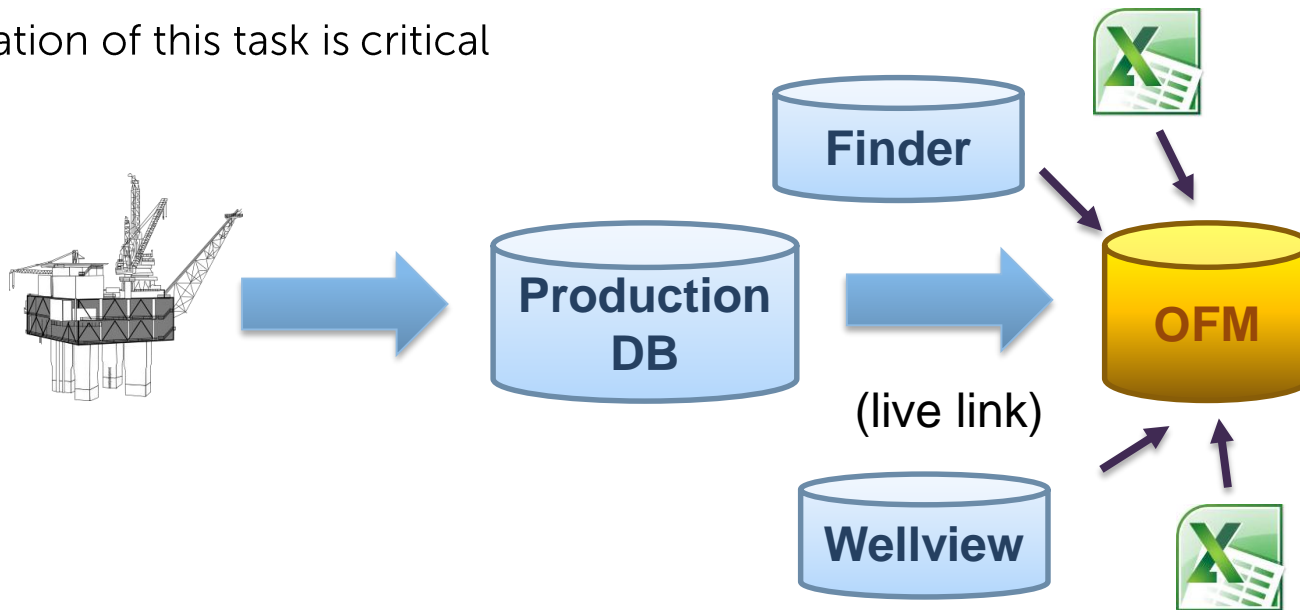 ation of this task is critical
Finder
Production
DB
OFM
(live link)
Wellview